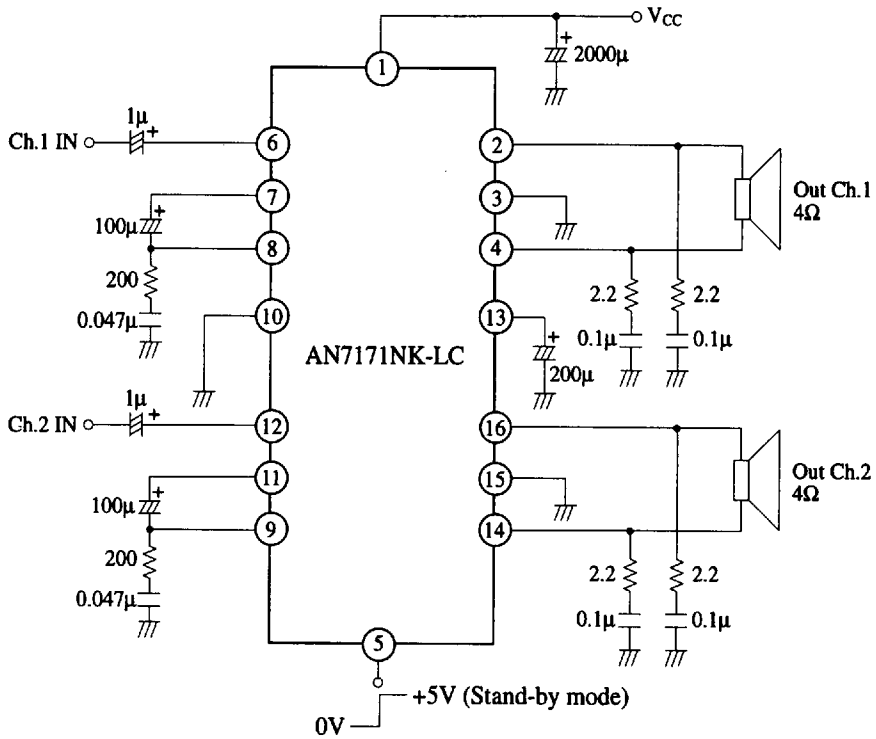 VCC
1
+
2000µ
1µ
Ch.1 IN
+
6
2
7
3
Out Ch.1
4Ω
+
100µ
8
4
200
2.2
2.2
0.047µ
10
13
+
0.1µ
0.1µ
AN7171NK-LC
200µ
1µ
Ch.2 IN
+
12
16
11
15
Out Ch.2
4Ω
+
100µ
9
14
200
2.2
2.2
0.047µ
0.1µ
0.1µ
5
+5V (Stand-by mode)
0V